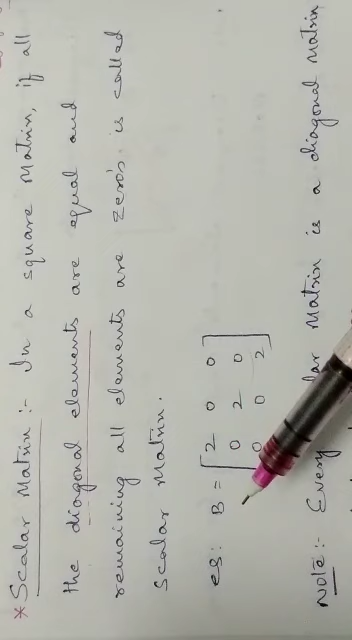 * Scalar Matrix :- In a square Matrix, if all
the diagonal elements are equal and
remaining all elements are zero's is called
Scalar Matrix.
eg: B = [2 0 0
0 2 0
0 0 2]
Note :- Every lar Matrix is a diagonal Matrix